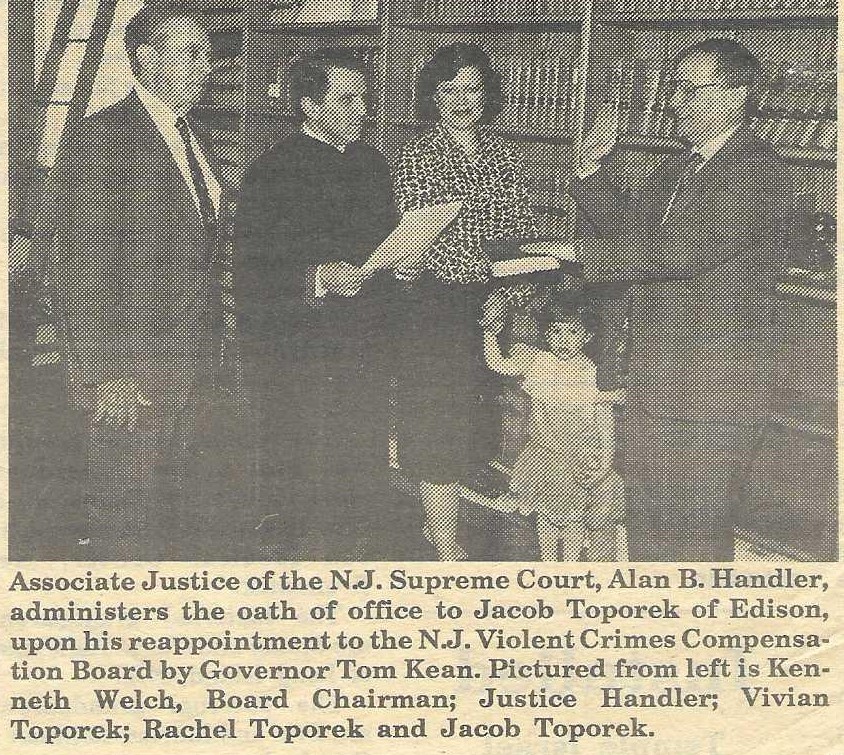 Associate Justice of the N.J. Supreme Court, Alan B. Handler,
administers the oath of office to Jacob Toporek of Edison,
upon his reappointment to the N.J. Violent Crimes Compensa-
tion Board by Governor Tom Kean. Pictured from left is Ken-
neth Welch, Board Chairman; Justice Handler; Vivian
Toporek; Rachel Toporek and Jacob Toporek.